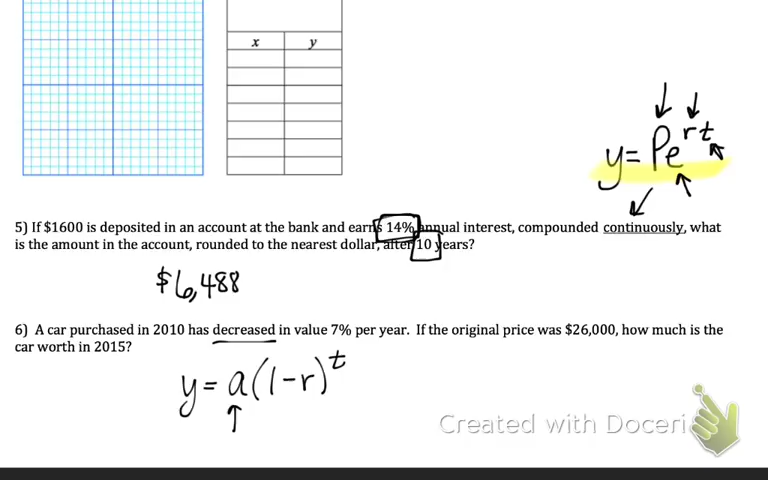 x y
y = Pe^rt
5) If $1600 is deposited in an account at the bank and earns 14% annual interest, compounded continuously, what
is the amount in the account, rounded to the nearest dollar, after 10 years?
$6,488
6) A car purchased in 2010 has decreased in value 7% per year. If the original price was $26,000, how much is the
car worth in 2015?
y = a(1-r)^t
Created with Doceri